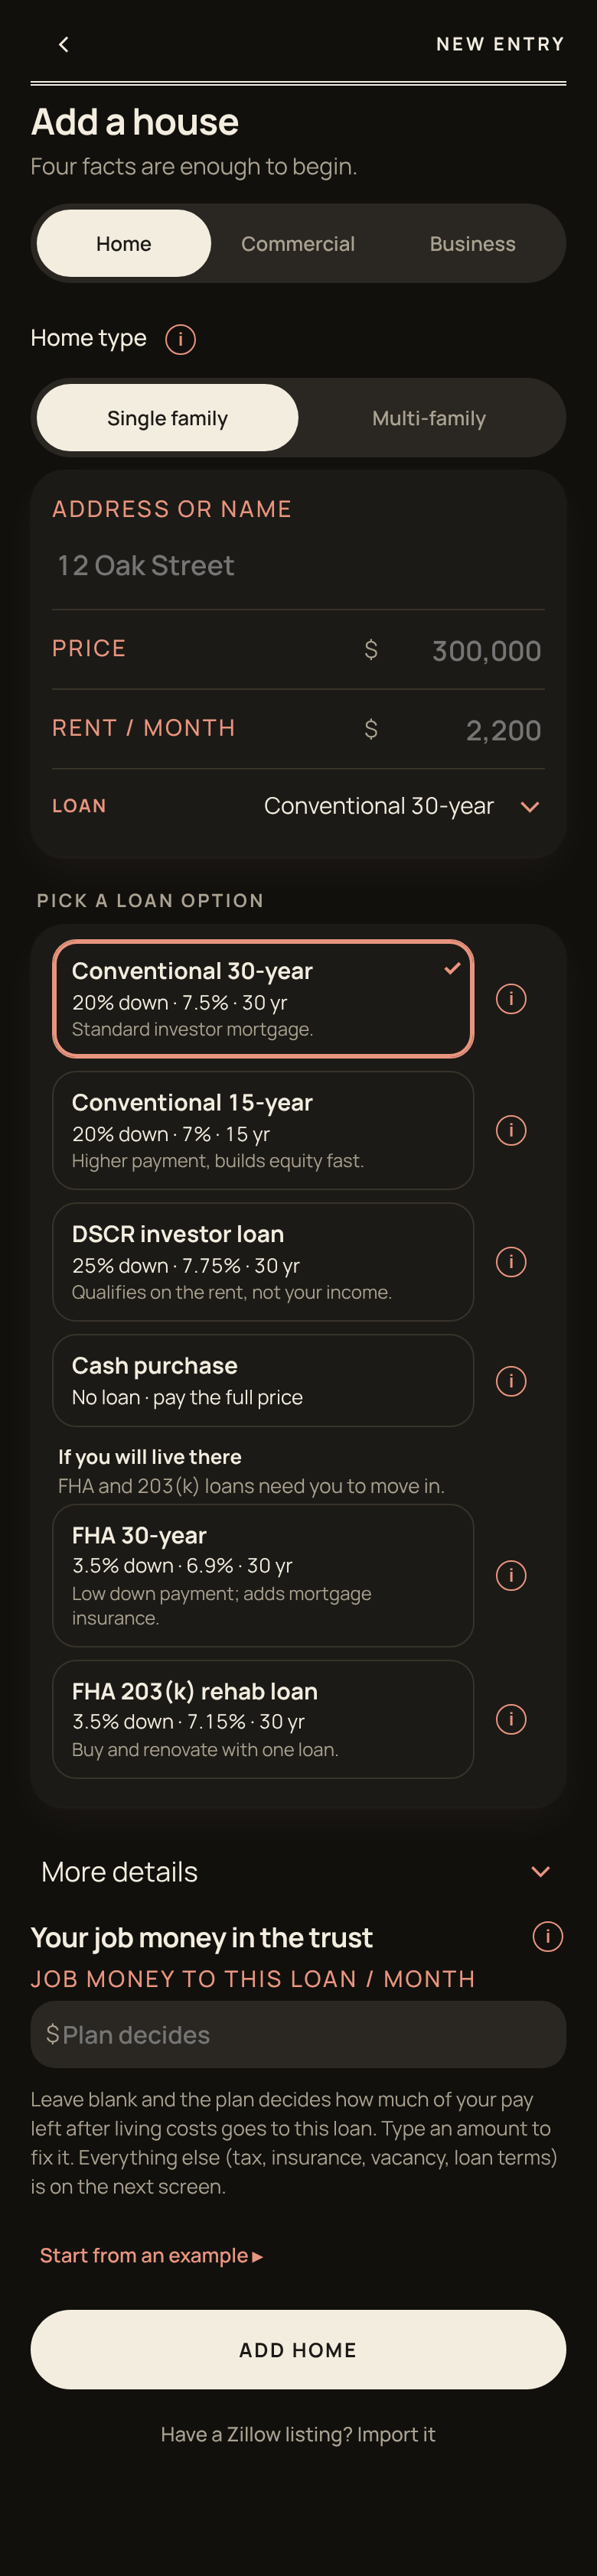 NEW ENTRY
Add a house
Four facts are enough to begin.
Home Commercial Business
Home type i
Single family Multi-family
ADDRESS OR NAME
12 Oak Street
PRICE $ 300,000
RENT / MONTH $ 2,200
LOAN Conventional 30-year
PICK A LOAN OPTION
Conventional 30-year
20% down · 7.5% · 30 yr
Standard investor mortgage.
i
Conventional 15-year
20% down · 7% · 15 yr
Higher payment, builds equity fast.
i
DSCR investor loan
25% down · 7.75% · 30 yr
Qualifies on the rent, not your income.
i
Cash purchase
No loan · pay the full price
i
If you will live there
FHA and 203(k) loans need you to move in.
FHA 30-year
3.5% down · 6.9% · 30 yr
Low down payment; adds mortgage
insurance.
i
FHA 203(k) rehab loan
3.5% down · 7.15% · 30 yr
Buy and renovate with one loan.
i
More details
Your job money in the trust i
JOB MONEY TO THIS LOAN / MONTH
$ Plan decides
Leave blank and the plan decides how much of your pay
left after living costs goes to this loan. Type an amount to
fix it. Everything else (tax, insurance, vacancy, loan terms)
is on the next screen.
Start from an example ▸
ADD HOME
Have a Zillow listing? Import it